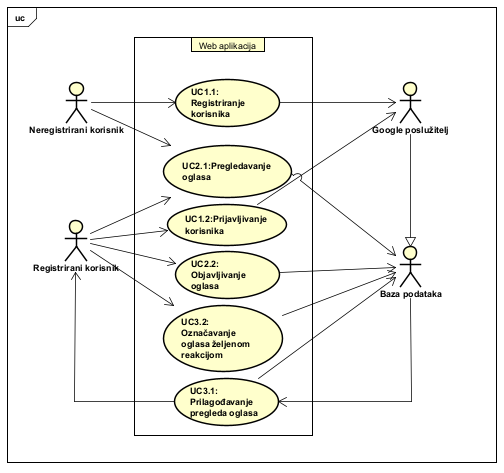 uc
Web aplikacija
UC1.1:
Registriranje
korisnika
Neregistrirani korisnik
Google poslužitelj
UC2.1:Pregledavanje
oglasa
UC1.2:Prijavljivanje
korisnika
Registrirani korisnik
UC2.2:
Objavljivanje
oglasa
Baza podataka
UC3.2:
Označavanje
oglasa željenom
reakcijom
UC3.1:
Prilagođavanje
pregleda oglasa